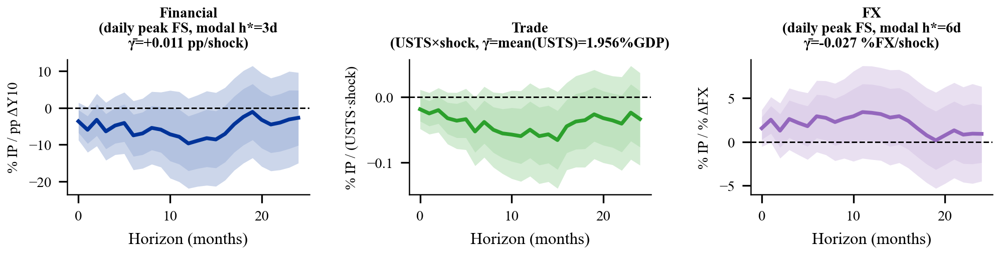 Financial
(daily peak FS, modal h*=3d
γ̄=+0.011 pp/shock)
% IP / pp ΔY10
10
0
−10
−20
0
10
20
Horizon (months)
Trade
(USTS×shock, γ̄=mean(USTS)=1.956%GDP)
% IP / (USTS·shock)
0.0
−0.1
0
10
20
Horizon (months)
FX
(daily peak FS, modal h*=6d
γ̄=-0.027 %FX/shock)
% IP / % ΔFX
5
0
−5
0
10
20
Horizon (months)